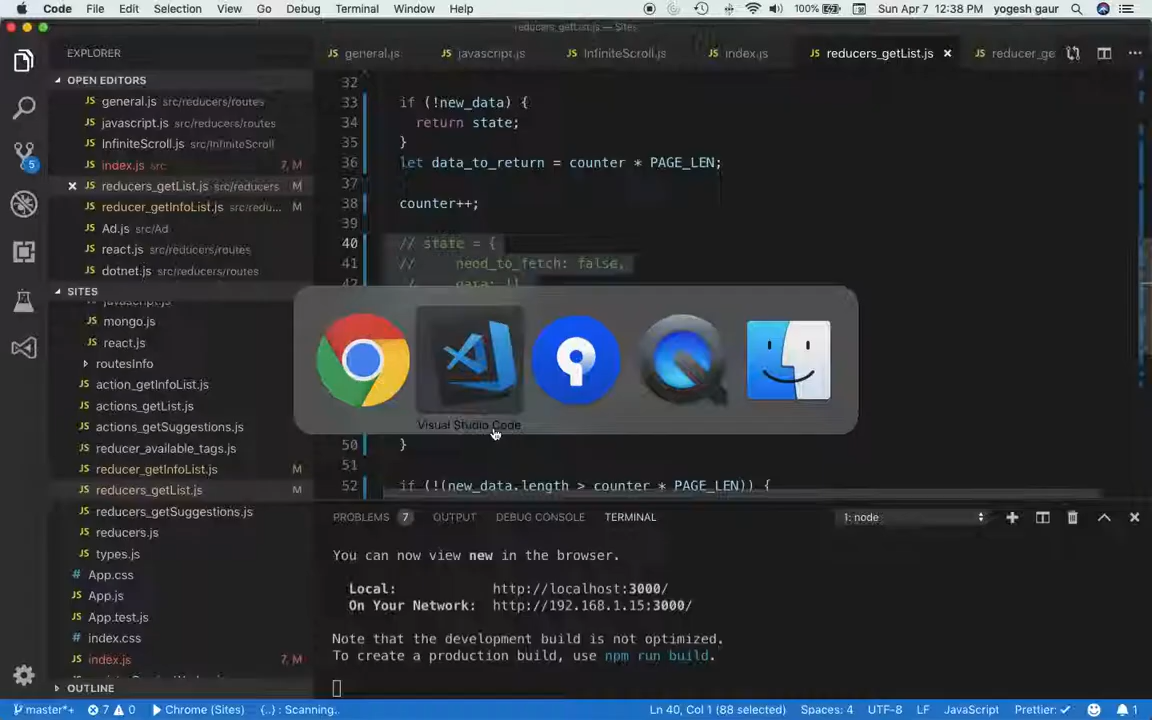 Code File Edit Selection View Go Debug Terminal Window Help 100% Sun Apr 7 12:38 PM yogesh gaur
reducers_getList.js — Sites
EXPLORER
OPEN EDITORS
JS general.js src/reducers/routes
JS javascript.js src/reducers/routes
JS InfiniteScroll.js src/InfiniteScroll
JS index.js src 7, M
JS reducers_getList.js src/reducers M
JS reducer_getInfoList.js src/redu... M
JS Ad.js src/Ad
JS react.js src/reducers/routes
JS dotnet.js src/reducers/routes
5
SITES
JS javascript.js
JS mongo.js
JS react.js
routesInfo
JS action_getInfoList.js
JS actions_getList.js
JS actions_getSuggestions.js
JS reducer_available_tags.js
JS reducer_getInfoList.js M
JS reducers_getList.js M
JS reducers_getSuggestions.js
JS reducers.js
JS types.js
# App.css
JS App.js
JS App.test.js
# index.css
JS index.js 7, M
OUTLINE
JS general.js JS javascript.js JS InfiniteScroll.js JS index.js JS reducers_getList.js JS reducer_ge
32
33 if (!new_data) {
34 return state;
35 }
36 let data_to_return = counter * PAGE_LEN;
37
38 counter++;
39
40 // state = {
41 // need_to_fetch: false,
42
Visual Studio Code
50 }
51
52 if (!(new_data.length > counter * PAGE_LEN)) {
PROBLEMS 7 OUTPUT DEBUG CONSOLE TERMINAL 1: node
You can now view new in the browser.
Local: http://localhost:3000/
On Your Network: http://192.168.1.15:3000/
Note that the development build is not optimized.
To create a production build, use npm run build.
master*+ 7 0 Chrome (Sites) {..} : Scanning.. Ln 40, Col 1 (88 selected) Spaces: 4 UTF-8 LF JavaScript Prettier: ✓ 1